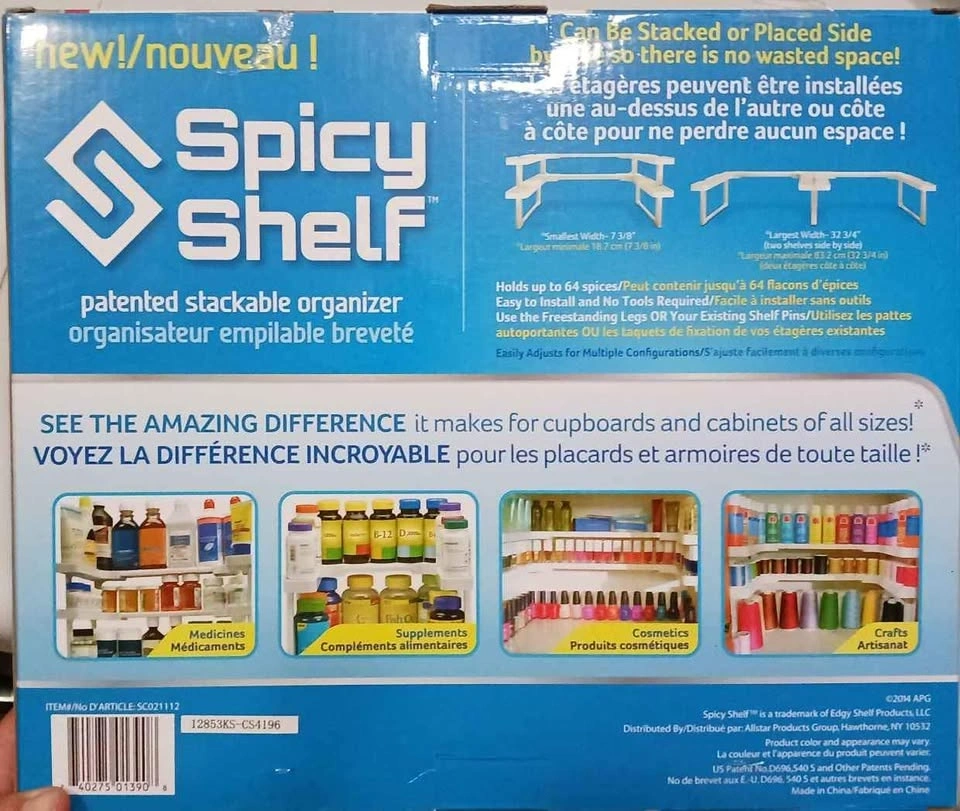 new!/nouveau !
Spicy
Shelf™
patented stackable organizer
organisateur empilable breveté
Can Be Stacked or Placed Side
so there is no wasted space!
étagères peuvent être installées
une au-dessus de l'autre ou côte
à côte pour ne perdre aucun espace !
"Smallest Width- 7 3/8"
"Largeur minimale 18.7 cm (7 3/8 in)
"Largest Width- 32 3/4"
(two shelves side by side)
"Largeur maximale 83.2 cm (32 3/4 in)
(deux étagères côte à côte)
Holds up to 64 spices/Peut contenir jusqu'à 64 flacons d'épices
Easy to Install and No Tools Required/Facile à installer sans outils
Use the Freestanding Legs OR Your Existing Shelf Pins/Utilisez les pattes
autoportantes OU les taquets de fixation de vos étagères existantes
Easily Adjusts for Multiple Configurations/S'ajuste facilement à diverses configurations
SEE THE AMAZING DIFFERENCE it makes for cupboards and cabinets of all sizes!*
VOYEZ LA DIFFÉRENCE INCROYABLE pour les placards et armoires de toute taille !*
B-12
Medicines
Médicaments
Supplements
Compléments alimentaires
Cosmetics
Produits cosmétiques
Crafts
Artisanat
ITEM#/No D'ARTICLE: SC021112
12853KS-CS4196
40275 01390 8
©2014 APG
Spicy Shelf™ is a trademark of Edgy Shelf Products, LLC
Distributed By/Distribué par: Allstar Products Group, Hawthorne, NY 10532
Product color and appearance may vary.
La couleur et l'apparence du produit peuvent varier.
US Patent No.D696,540 S and Other Patents Pending.
No de brevet aux É.-U. D696, 540 S et autres brevets en instance.
Made in China/Fabriqué en Chine